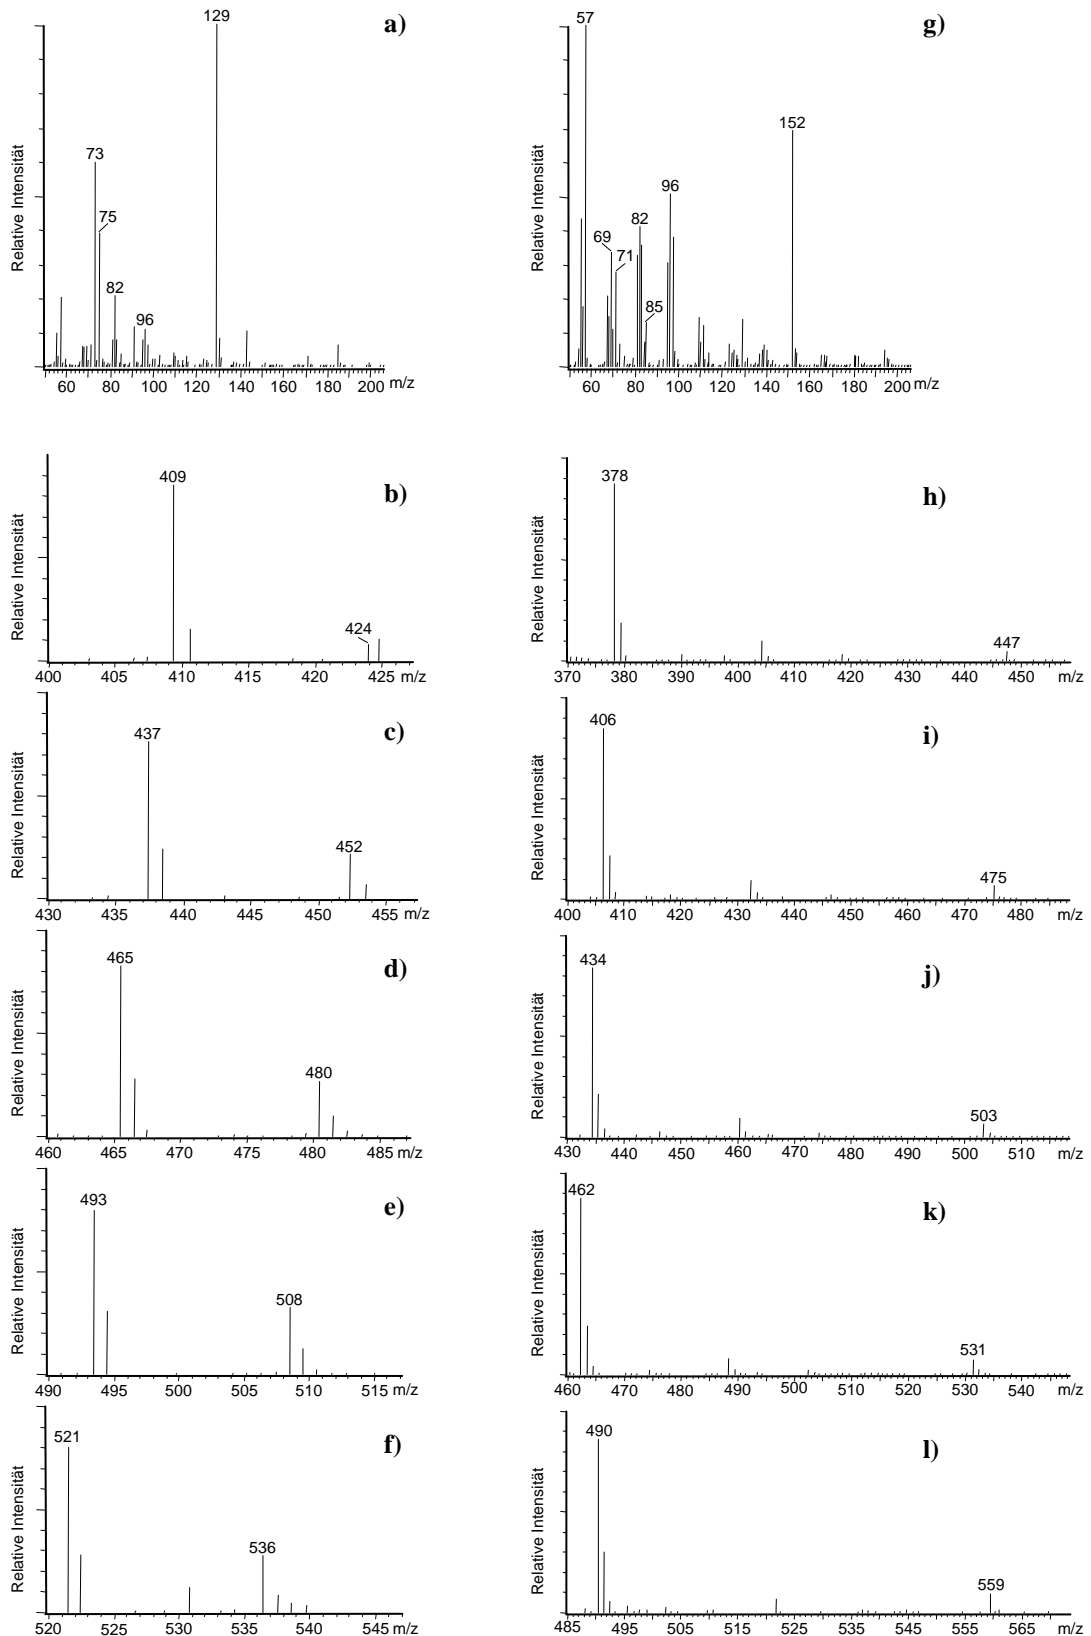 129
a)
73
75
82
96
Relative Intensität
60 80 100 120 140 160 180 200 m/z
57
g)
152
96
82
69
71
85
Relative Intensität
60 80 100 120 140 160 180 200 m/z
409
b)
424
Relative Intensität
400 405 410 415 420 425 m/z
378
h)
447
Relative Intensität
370 380 390 400 410 420 430 440 450 m/z
437
c)
452
Relative Intensität
430 435 440 445 450 455 m/z
406
i)
475
Relative Intensität
400 410 420 430 440 450 460 470 480 m/z
465
d)
480
Relative Intensität
460 465 470 475 480 485 m/z
434
j)
503
Relative Intensität
430 440 450 460 470 480 490 500 510 m/z
493
e)
508
Relative Intensität
490 495 500 505 510 515 m/z
462
k)
531
Relative Intensität
460 470 480 490 500 510 520 530 540 m/z
521
f)
536
Relative Intensität
520 525 530 535 540 545 m/z
490
l)
559
Relative Intensität
485 495 505 515 525 535 545 555 565 m/z